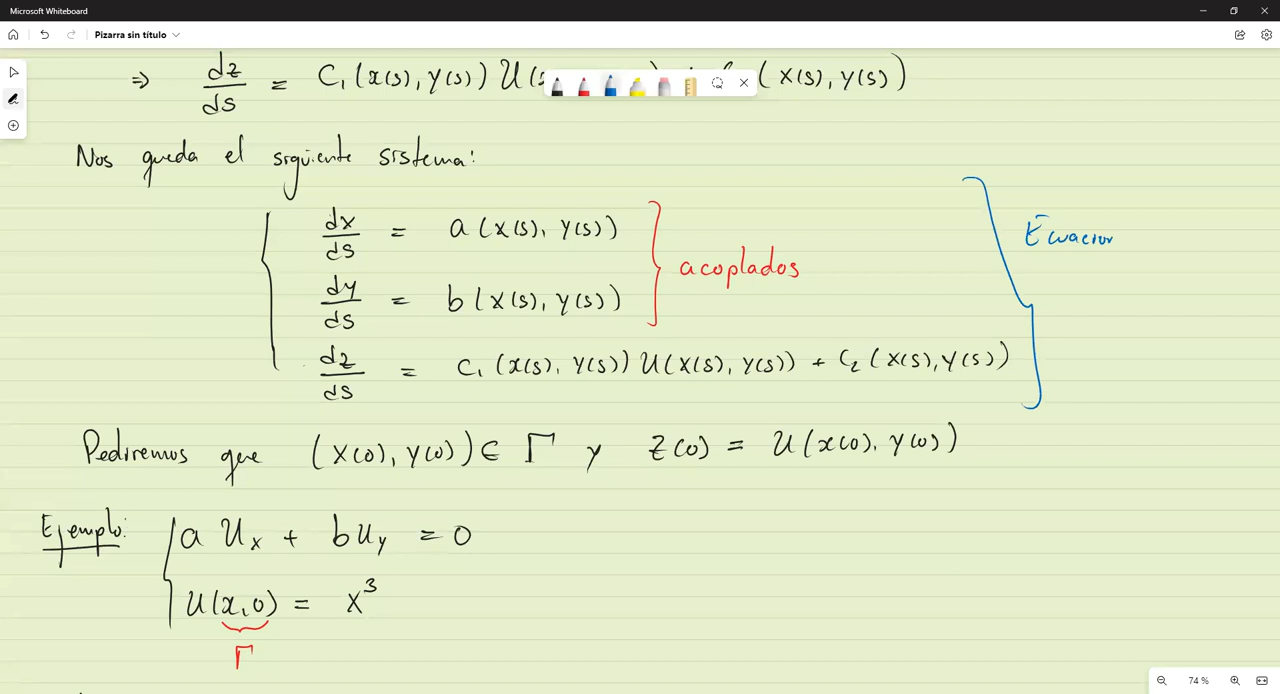 Microsoft Whiteboard
Pizarra sin título
⇒ dz/ds = C₁(x(s), y(s)) U(s (x(s), y(s))
Nos queda el siguiente sistema:
dx/ds = a(x(s), y(s))
dy/ds = b(x(s), y(s))
acoplados
Ecuacion
dz/ds = C₁(x(s), y(s)) U(x(s), y(s)) + C₂(x(s), y(s))
Pediremos que (x(0), y(0)) ∈ Γ y z(0) = U(x(0), y(0))
Ejemplo: a Uₓ + b Uᵧ = 0
U(x, 0) = x³
Γ
74 %